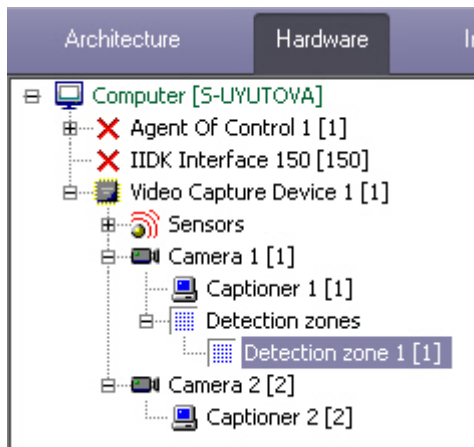 Architecture Hardware
Computer [S-UYUTOVA]
Agent Of Control 1 [1]
IIDK Interface 150 [150]
Video Capture Device 1 [1]
Sensors
Camera 1 [1]
Captioner 1 [1]
Detection zones
Detection zone 1 [1]
Camera 2 [2]
Captioner 2 [2]